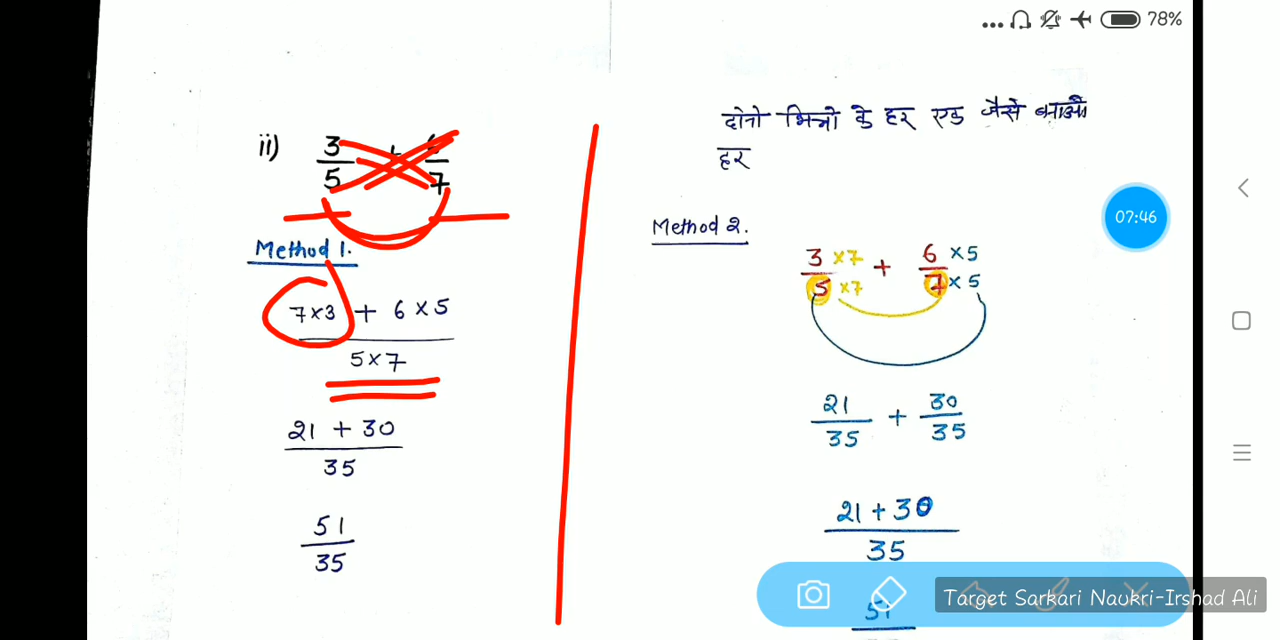 78%
ii) 3/5 + 6/7
Method 1.
7×3 + 6×5
5×7
21 + 30
35
51
35
दोनो भिन्नो के हर एक जैसे बनाओ
हर
Method 2.
3×7/5×7 + 6×5/7×5
21/35 + 30/35
21 + 30
35
51
07:46
Target Sarkari Naukri-Irshad Ali